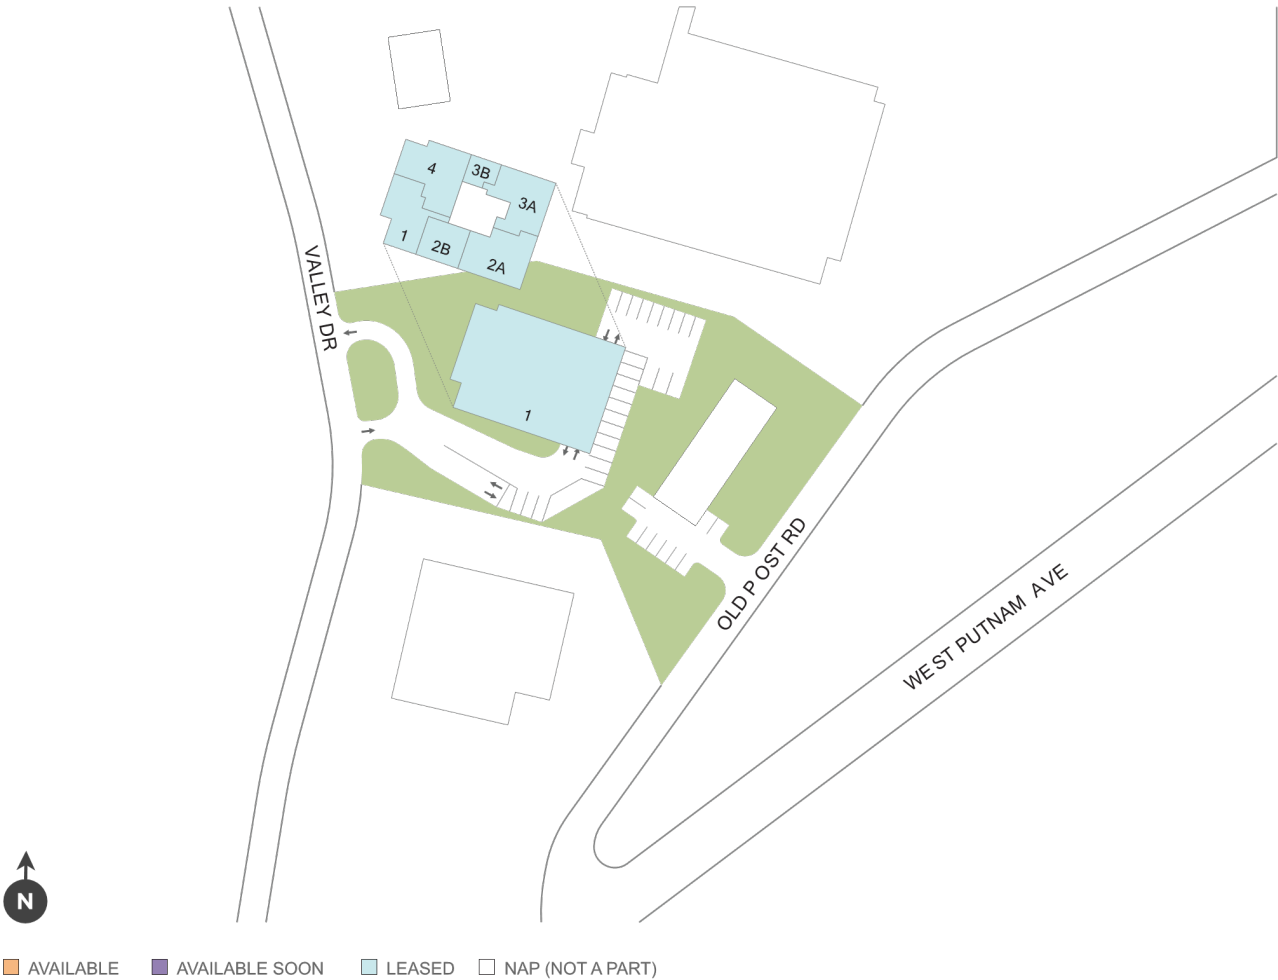 4
3B
3A
1
2B
2A
VALLEY DR
1
OLD POST RD
WEST PUTNAM AVE
N
AVAILABLE
AVAILABLE SOON
LEASED
NAP (NOT A PART)